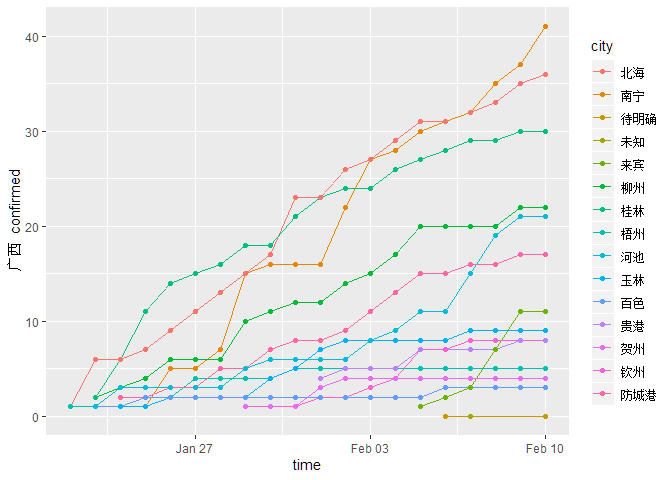 city
北海
南宁
待明确
未知
来宾
柳州
桂林
梧州
河池
玉林
百色
贵港
贺州
钦州
防城港
广西 confirmed
40
30
20
10
0
Jan 27
Feb 03
Feb 10
time